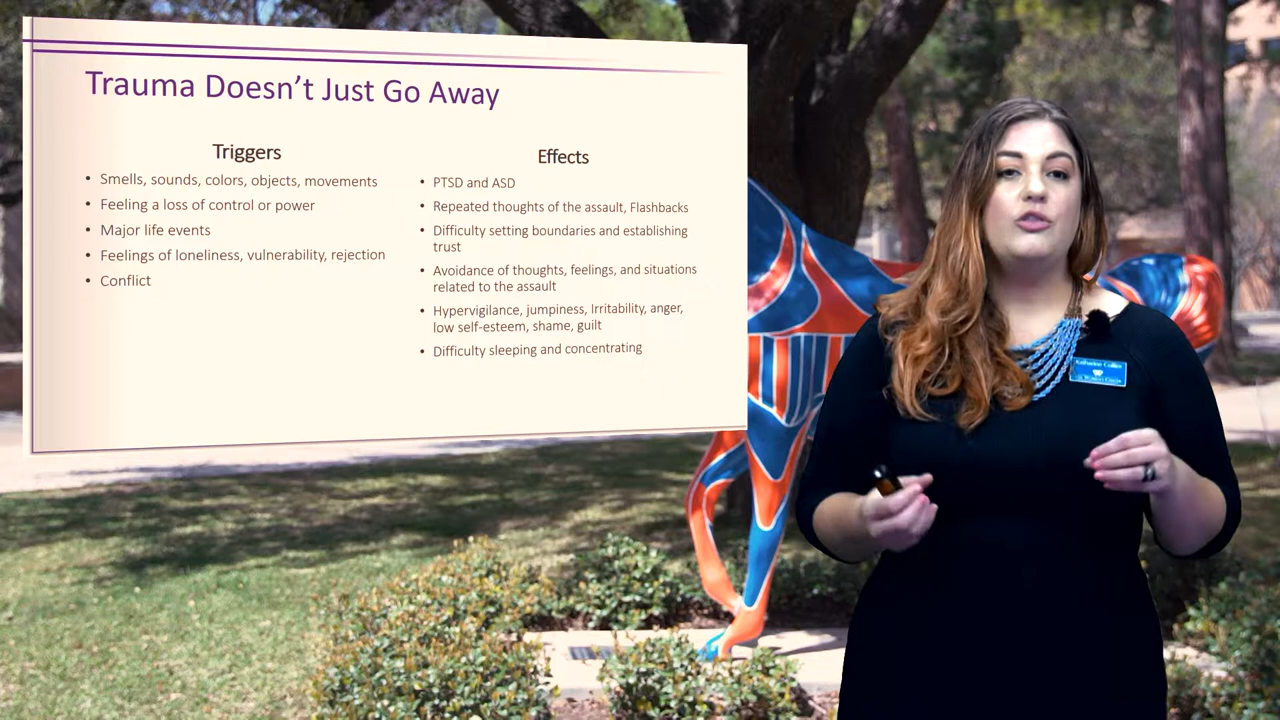 Trauma Doesn’t Just Go Away
Triggers
• Smells, sounds, colors, objects, movements
• Feeling a loss of control or power
• Major life events
• Feelings of loneliness, vulnerability, rejection
• Conflict
Effects
• PTSD and ASD
• Repeated thoughts of the assault, Flashbacks
• Difficulty setting boundaries and establishing
trust
• Avoidance of thoughts, feelings, and situations
related to the assault
• Hypervigilance, jumpiness, Irritability, anger,
low self-esteem, shame, guilt
• Difficulty sleeping and concentrating